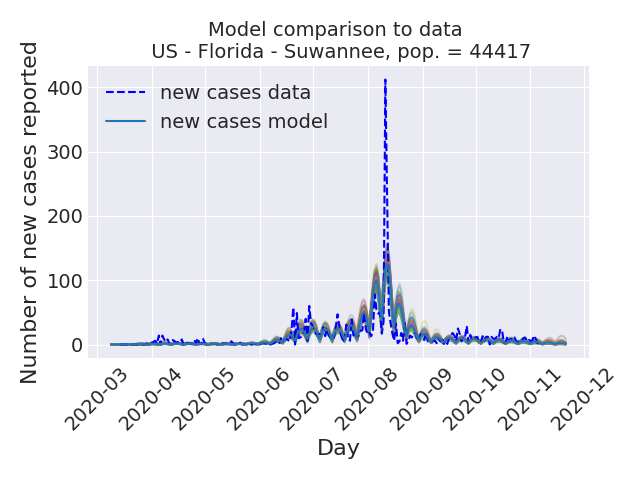 Model comparison to data
US - Florida - Suwannee, pop. = 44417
Number of new cases reported
400
300
200
100
0
new cases data
new cases model
2020-03
2020-04
2020-05
2020-06
2020-07
2020-08
2020-09
2020-10
2020-11
2020-12
Day